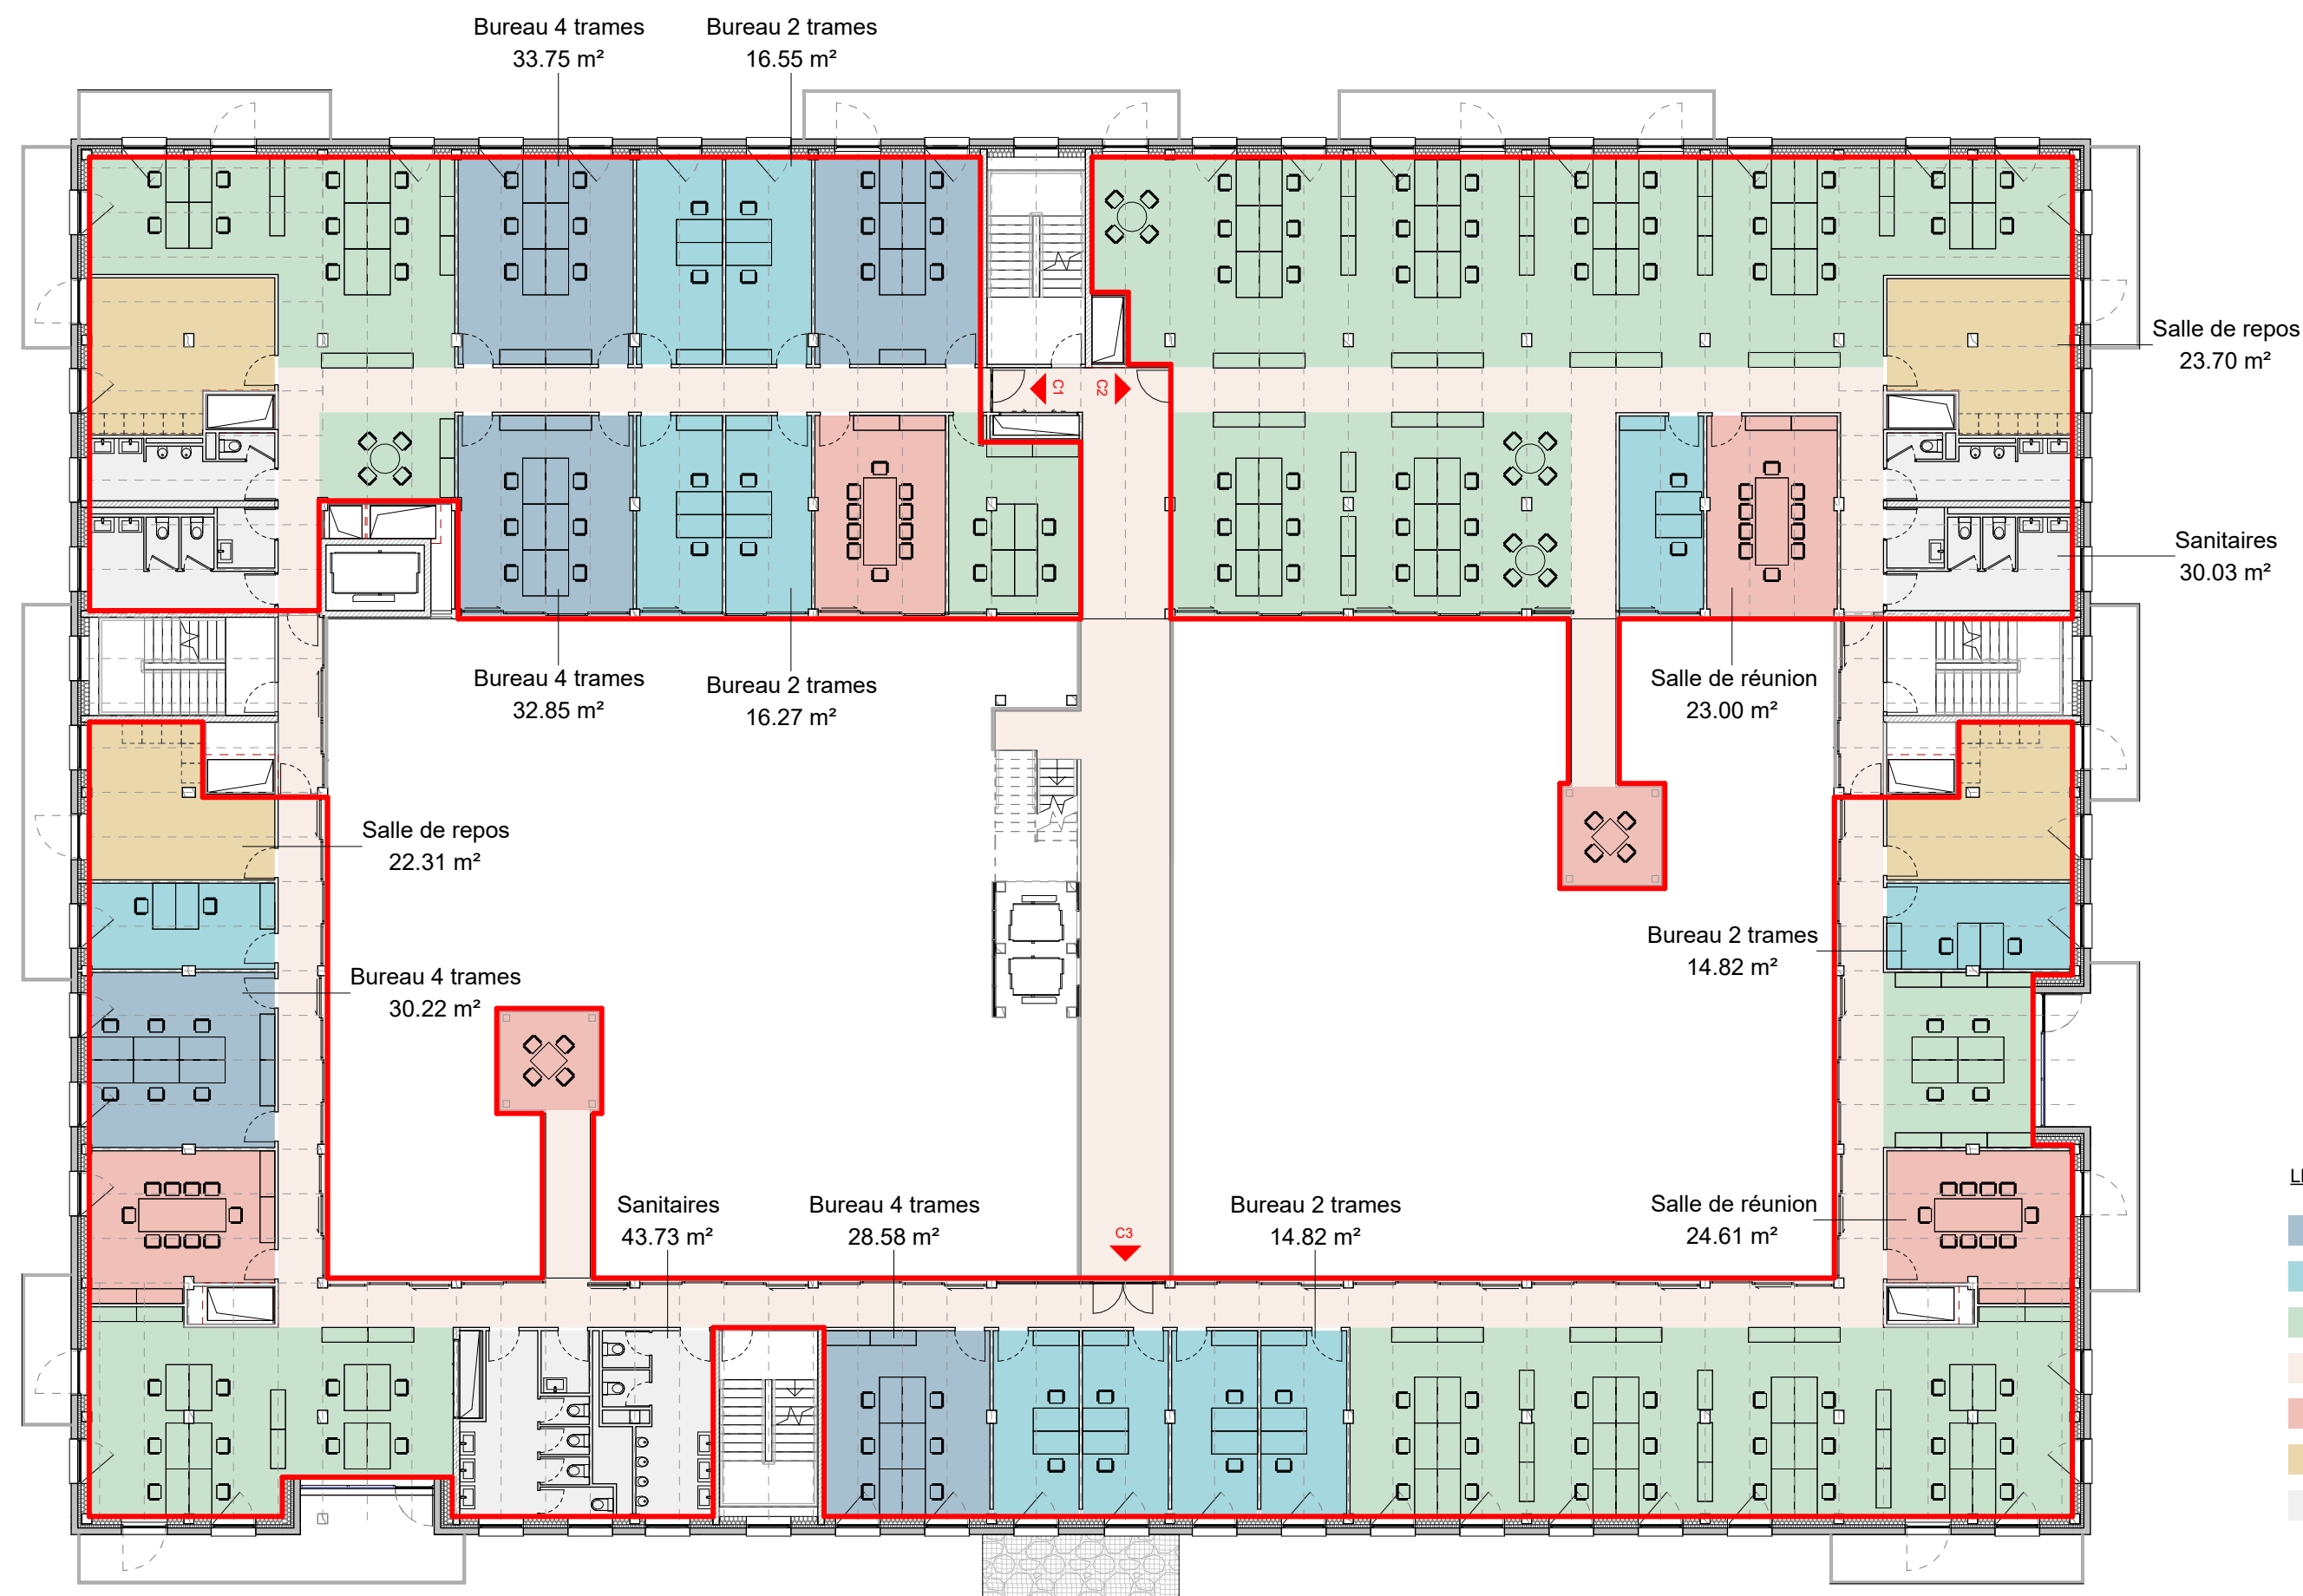 Bureau 4 trames
33.75 m²
Bureau 2 trames
16.55 m²
Salle de repos
23.70 m²
C1
C2
Sanitaires
30.03 m²
Bureau 4 trames
32.85 m²
Bureau 2 trames
16.27 m²
Salle de réunion
23.00 m²
Salle de repos
22.31 m²
Bureau 2 trames
14.82 m²
Bureau 4 trames
30.22 m²
Sanitaires
43.73 m²
Bureau 4 trames
28.58 m²
C3
Bureau 2 trames
14.82 m²
Salle de réunion
24.61 m²